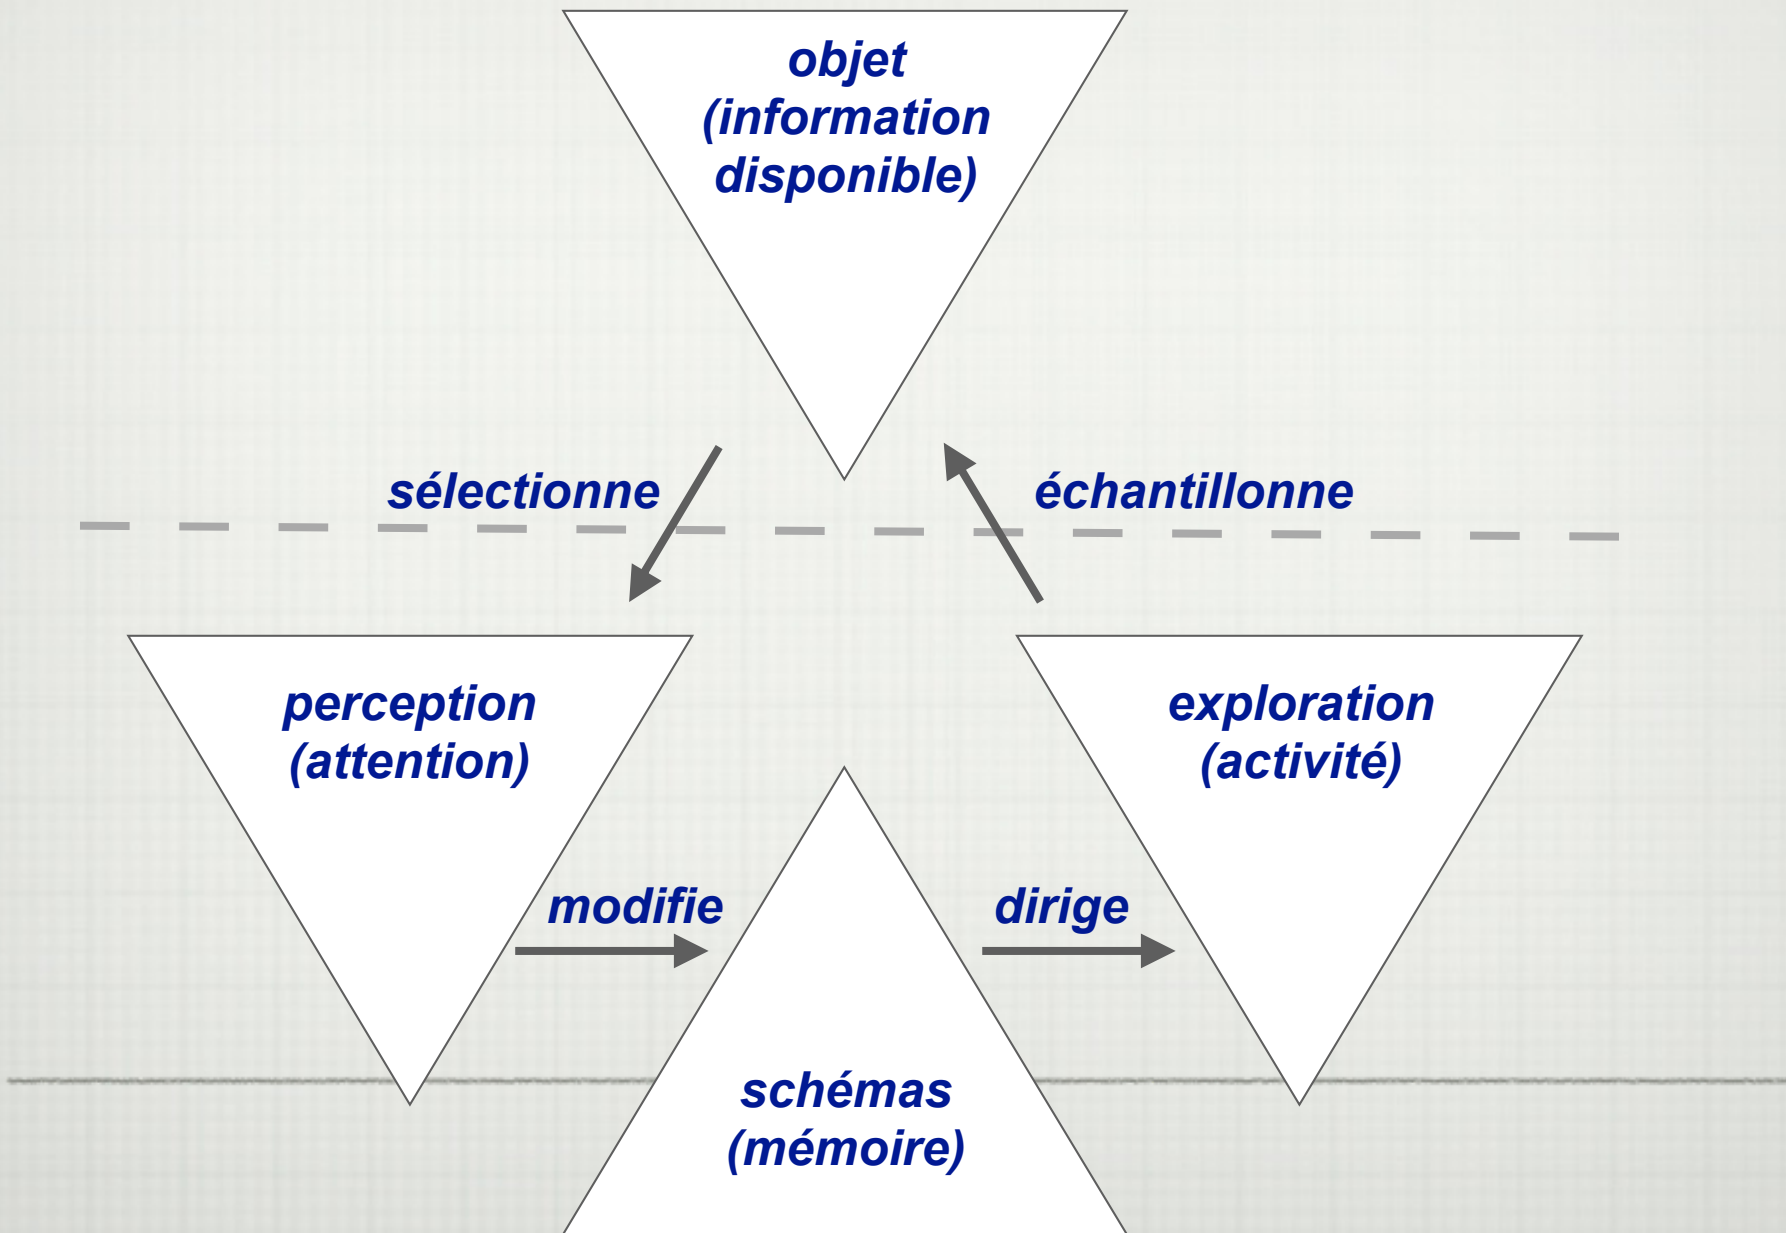 objet
(information
disponible)
sélectionne
échantillonne
perception
(attention)
exploration
(activité)
modifie
dirige
schémas
(mémoire)